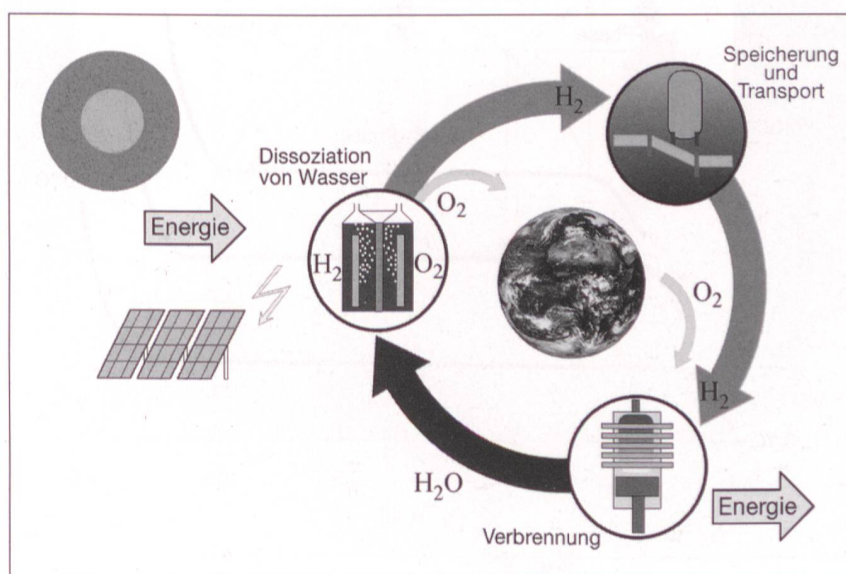 Speicherung
und
Transport
H₂
Dissoziation
von Wasser
O₂
Energie
H₂
O₂
O₂
H₂
H₂O
Energie
Verbrennung